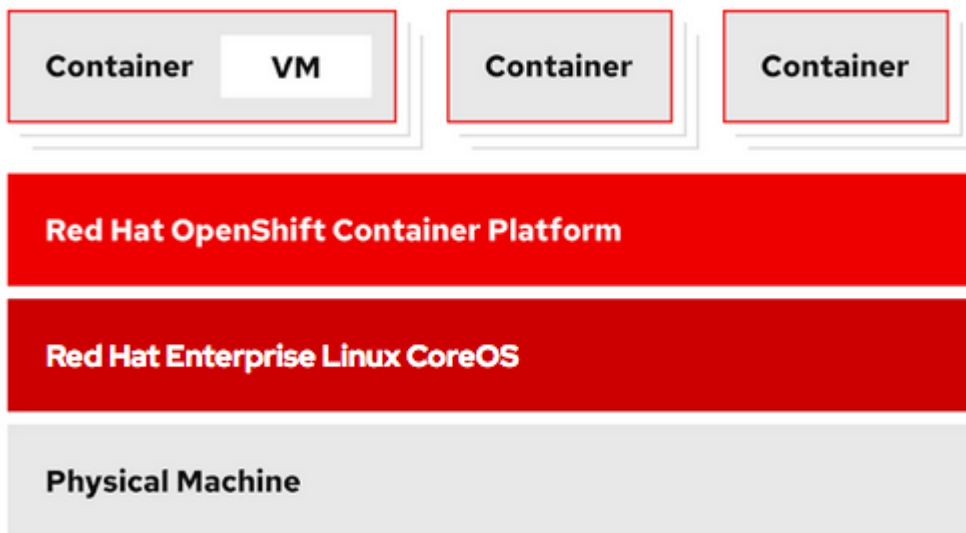 Container VM Container Container
Red Hat OpenShift Container Platform
Red Hat Enterprise Linux CoreOS
Physical Machine